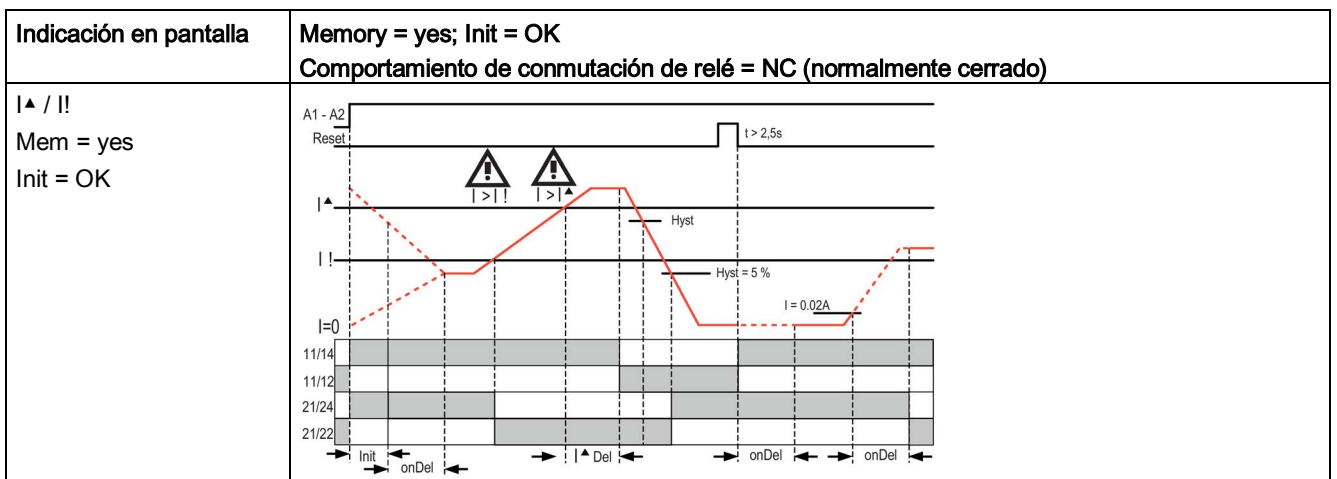 Indicación en pantalla
Memory = yes; Init = OK
Comportamiento de conmutación de relé = NC (normalmente cerrado)
I▲ / I!
Mem = yes
Init = OK
A1 - A2
Reset
t > 2,5s
I > I !
I > I▲
I▲
Hyst
I !
Hyst = 5 %
I = 0.02A
I=0
11/14
11/12
21/24
21/22
Init
onDel
I▲ Del
onDel
onDel